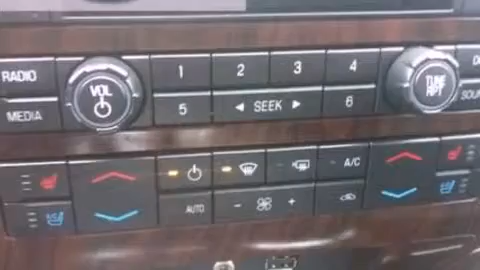 RADIO VOL 1 2 3 4 TUNE RPT
MEDIA 5 ◄ SEEK ► 6
A/C
AUTO - +